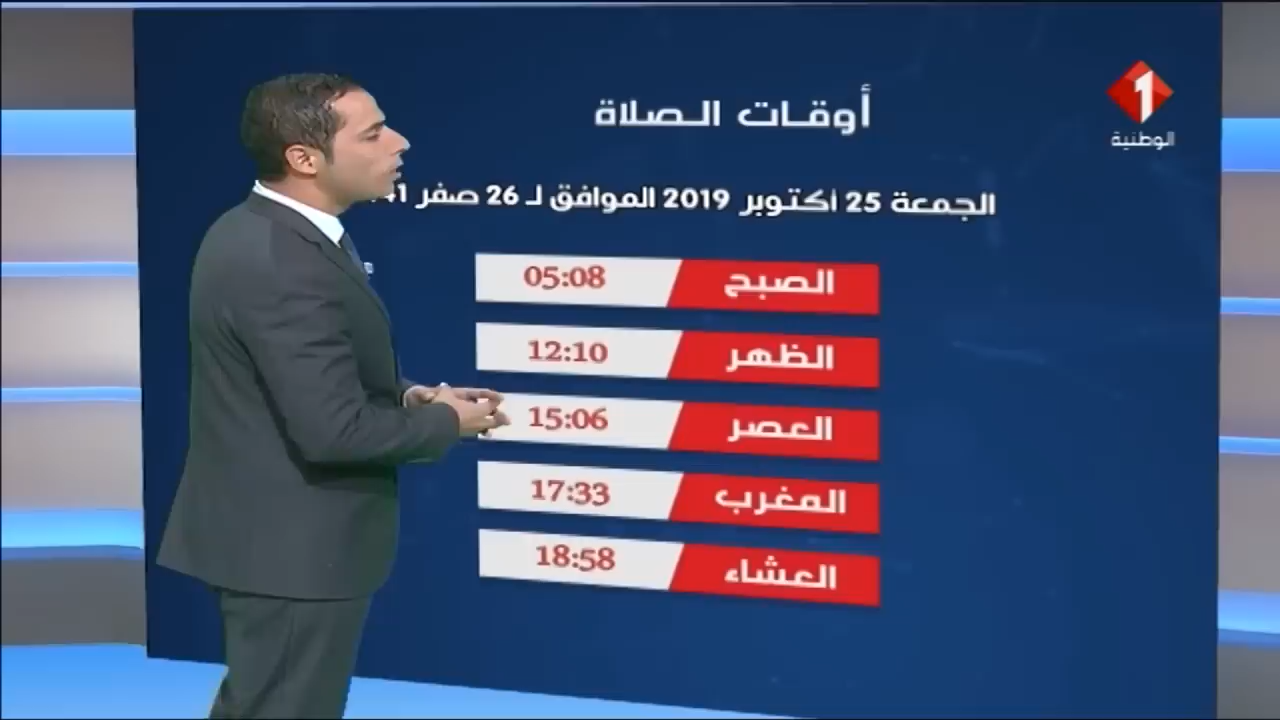 أوقات الصلاة
1
الوطنية
الجمعة 25 أكتوبر 2019 الموافق لـ 26 صفر
الصبح 05:08
الظهر 12:10
العصر 15:06
المغرب 17:33
العشاء 18:58